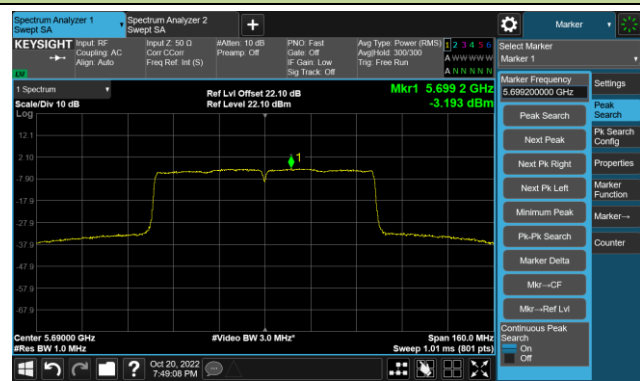 Spectrum Analyzer 1
Swept SA
Spectrum Analyzer 2
Swept SA
+
Marker
KEYSIGHT
Input: RF
Coupling: AC
Align: Auto
Input Z: 50 Ω
Corr CCorr
Freq Ref: Int (S)
#Atten: 10 dB
Preamp: Off
PNO: Fast
Gate: Off
IF Gain: Low
Sig Track: Off
Avg Type: Power (RMS)
Avg|Hold: 300/300
Trig: Free Run
1 2 3 4 5 6
A W W W W W
A N N N N N
Select Marker
Marker 1
1 Spectrum
Scale/Div 10 dB
Log
Ref Lvl Offset 22.10 dB
Ref Level 22.10 dBm
Mkr1 5.699 2 GHz
-3.193 dBm
12.1
2.10
-7.90
-17.9
-27.9
-37.9
-47.9
-57.9
-67.9
1
Center 5.69000 GHz
#Res BW 1.0 MHz
#Video BW 3.0 MHz*
Span 160.0 MHz
Sweep 1.01 ms (801 pts)
Marker Frequency
5.699200000 GHz
Peak Search
Next Peak
Next Pk Right
Next Pk Left
Minimum Peak
Pk-Pk Search
Marker Delta
Mkr→CF
Mkr→Ref Lvl
Continuous Peak
Search
On
Off
Settings
Peak
Search
Pk Search
Config
Properties
Marker
Function
Marker→
Counter
?
Oct 20, 2022
7:49:08 PM